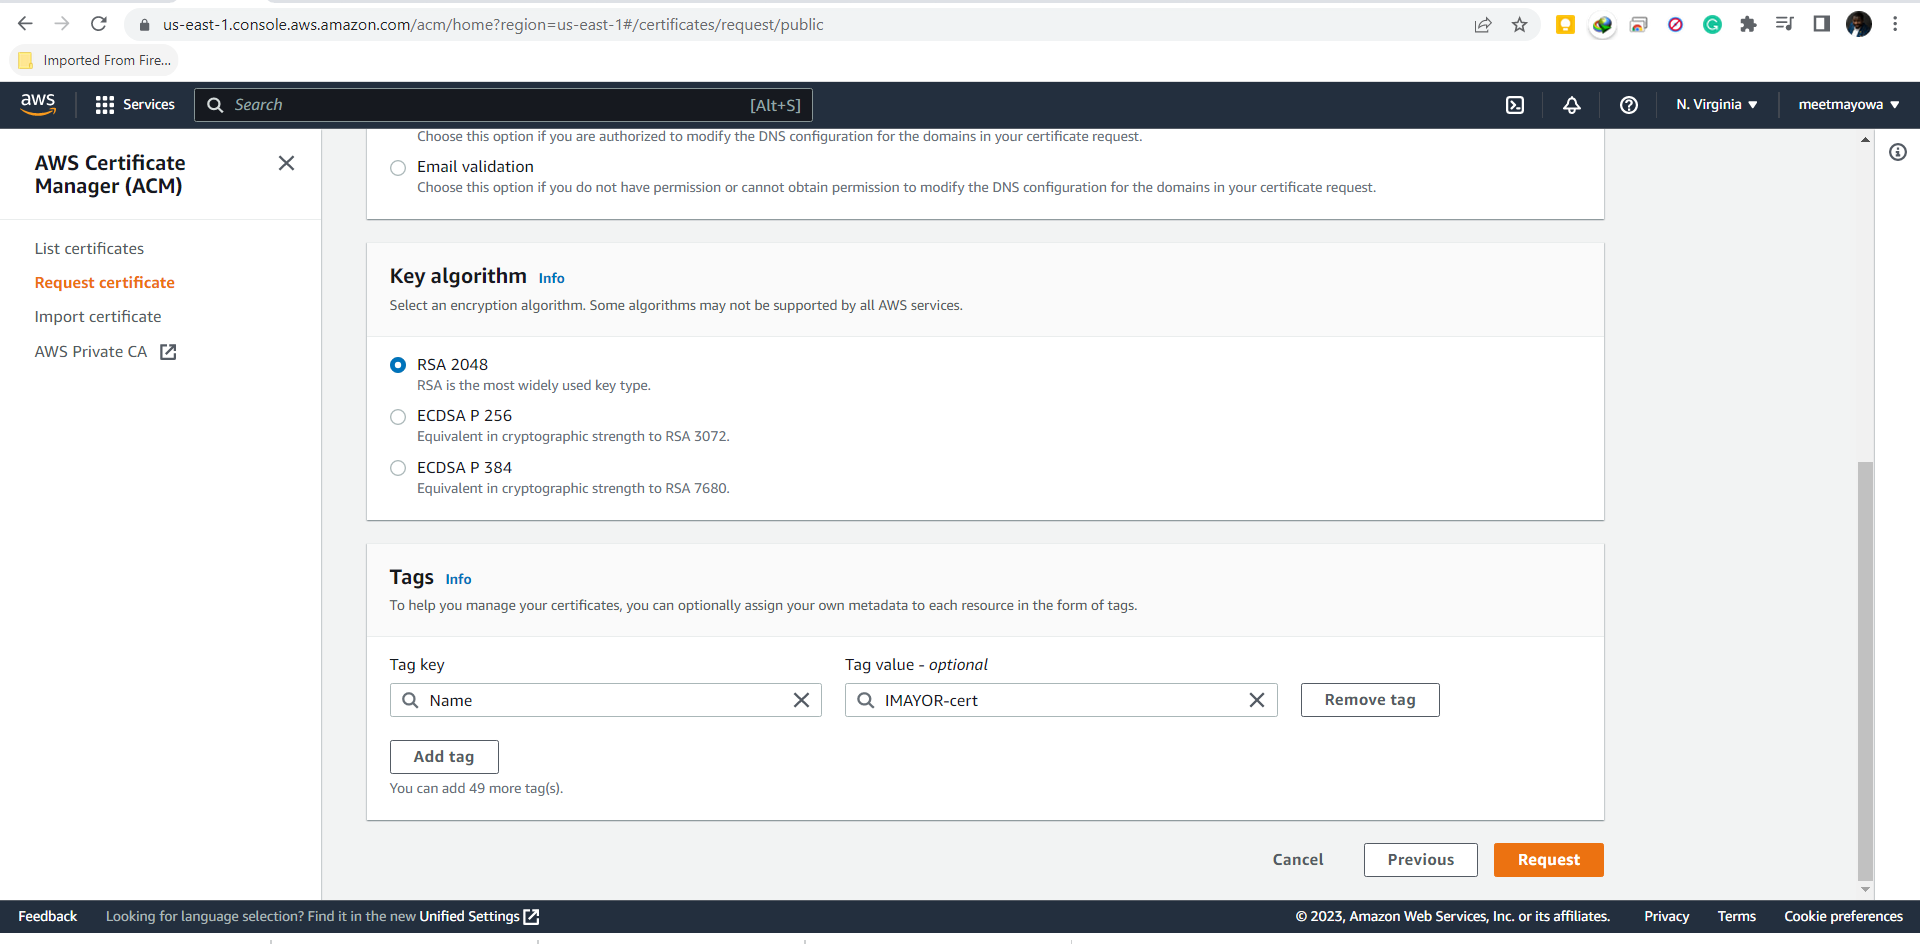 us-east-1.console.aws.amazon.com/acm/home?region=us-east-1#/certificates/request/public
Imported From Fire...
aws
Services
Search
[Alt+S]
N. Virginia
meetmayowa
AWS Certificate
Manager (ACM)
List certificates
Request certificate
Import certificate
AWS Private CA
Choose this option if you are authorized to modify the DNS configuration for the domains in your certificate request.
Email validation
Choose this option if you do not have permission or cannot obtain permission to modify the DNS configuration for the domains in your certificate request.
Key algorithm Info
Select an encryption algorithm. Some algorithms may not be supported by all AWS services.
RSA 2048
RSA is the most widely used key type.
ECDSA P 256
Equivalent in cryptographic strength to RSA 3072.
ECDSA P 384
Equivalent in cryptographic strength to RSA 7680.
Tags Info
To help you manage your certificates, you can optionally assign your own metadata to each resource in the form of tags.
Tag key
Tag value - optional
Name
IMAYOR-cert
Remove tag
Add tag
You can add 49 more tag(s).
Cancel
Previous
Request
Feedback
Looking for language selection? Find it in the new Unified Settings
© 2023, Amazon Web Services, Inc. or its affiliates.
Privacy
Terms
Cookie preferences